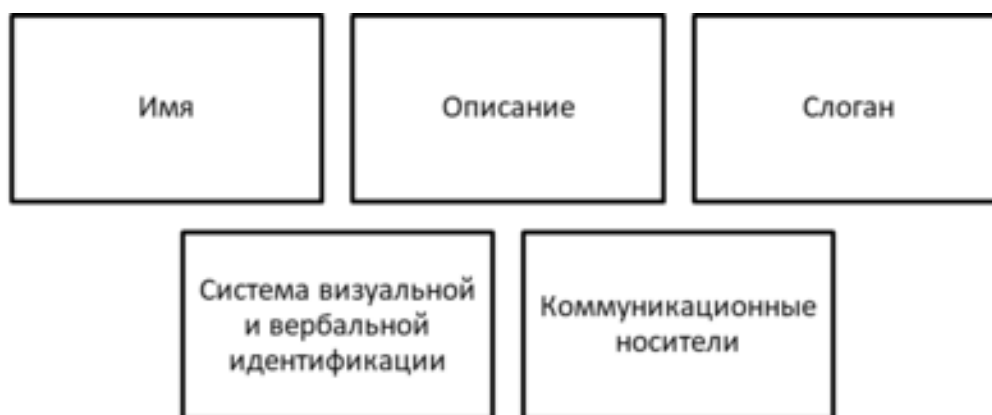 Имя
Описание
Слоган
Система визуальной
и вербальной
идентификации
Коммуникационные
носители